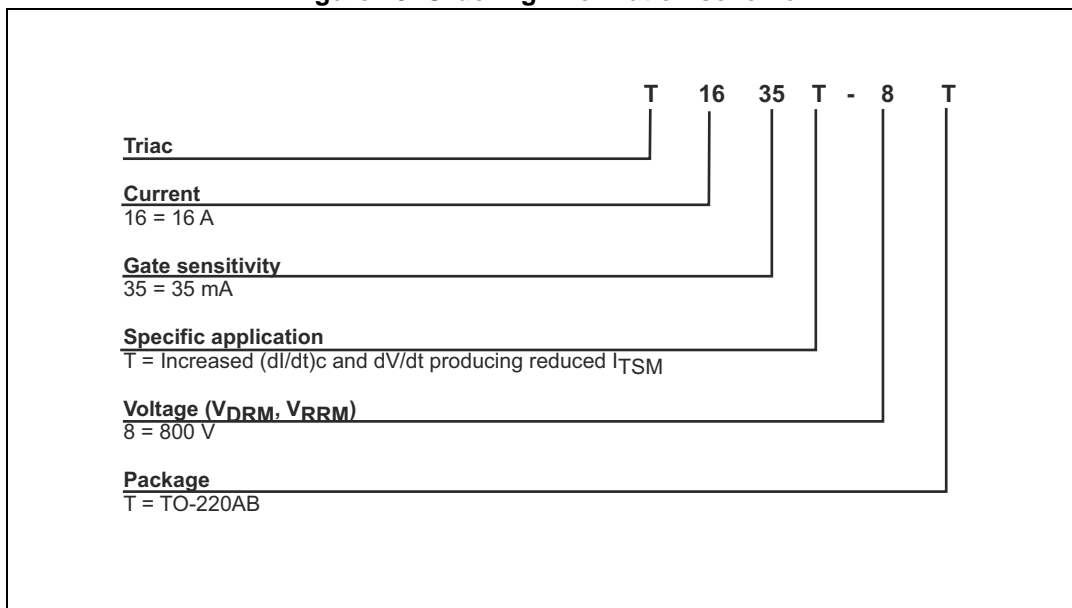 T 16 35 T - 8 T
Triac
Current
16 = 16 A
Gate sensitivity
35 = 35 mA
Specific application
T = Increased (dI/dt)c and dV/dt producing reduced ITSM
Voltage (VDRM, VRRM)
8 = 800 V
Package
T = TO-220AB